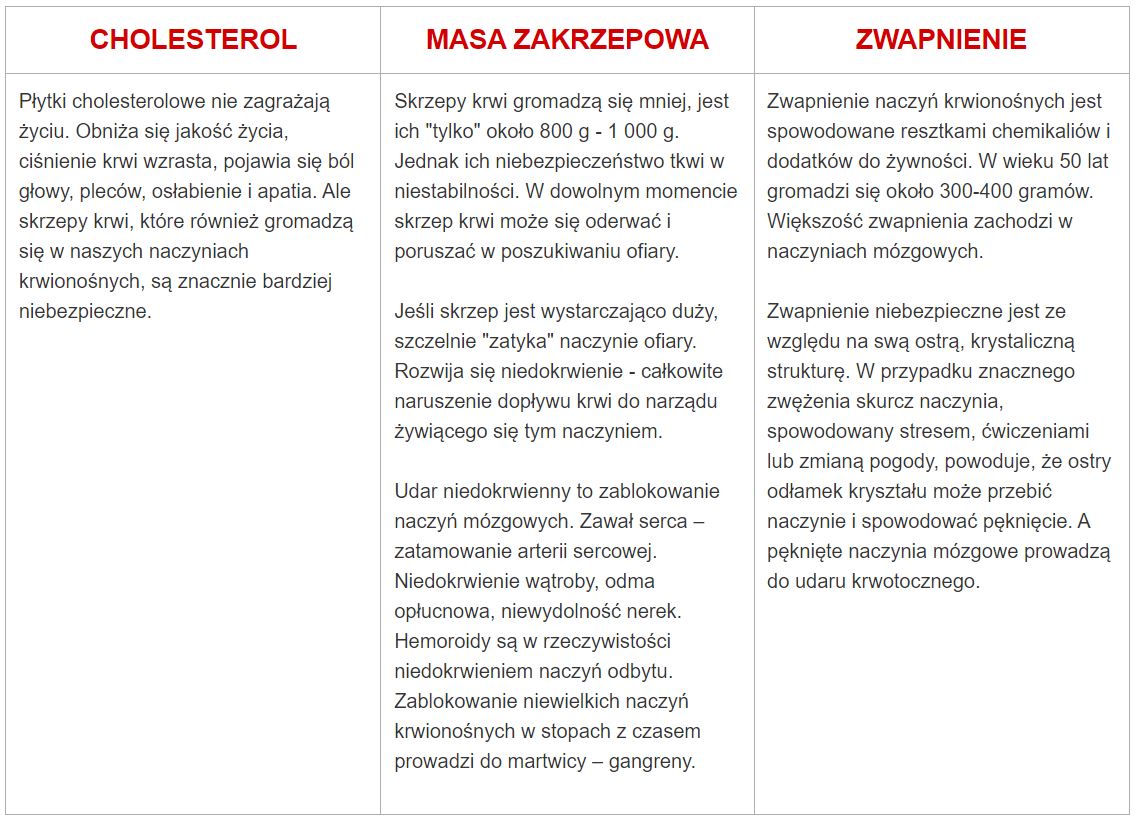 CHOLESTEROL
Płytki cholesterolowe nie zagrażają
życiu. Obniża się jakość życia,
ciśnienie krwi wzrasta, pojawia się ból
głowy, pleców, osłabienie i apatia. Ale
skrzepy krwi, które również gromadzą
się w naszych naczyniach
krwionośnych, są znacznie bardziej
niebezpieczne.
MASA ZAKRZEPOWA
Skrzepy krwi gromadzą się mniej, jest
ich "tylko" około 800 g - 1 000 g.
Jednak ich niebezpieczeństwo tkwi w
niestabilności. W dowolnym momencie
skrzep krwi może się oderwać i
poruszać w poszukiwaniu ofiary.
Jeśli skrzep jest wystarczająco duży,
szczelnie "zatyka" naczynie ofiary.
Rozwija się niedokrwienie - całkowite
naruszenie dopływu krwi do narządu
żywiącego się tym naczyniem.
Udar niedokrwienny to zablokowanie
naczyń mózgowych. Zawał serca –
zatamowanie arterii sercowej.
Niedokrwienie wątroby, odma
opłucnowa, niewydolność nerek.
Hemoroidy są w rzeczywistości
niedokrwieniem naczyń odbytu.
Zablokowanie niewielkich naczyń
krwionośnych w stopach z czasem
prowadzi do martwicy – gangreny.
ZWAPNIENIE
Zwapnienie naczyń krwionośnych jest
spowodowane resztkami chemikaliów i
dodatków do żywności. W wieku 50 lat
gromadzi się około 300-400 gramów.
Większość zwapnienia zachodzi w
naczyniach mózgowych.
Zwapnienie niebezpieczne jest ze
względu na swą ostrą, krystaliczną
strukturę. W przypadku znacznego
zwężenia skurcz naczynia,
spowodowany stresem, ćwiczeniami
lub zmianą pogody, powoduje, że ostry
odłamek kryształu może przebić
naczynie i spowodować pęknięcie. A
pęknięte naczynia mózgowe prowadzą
do udaru krwotocznego.